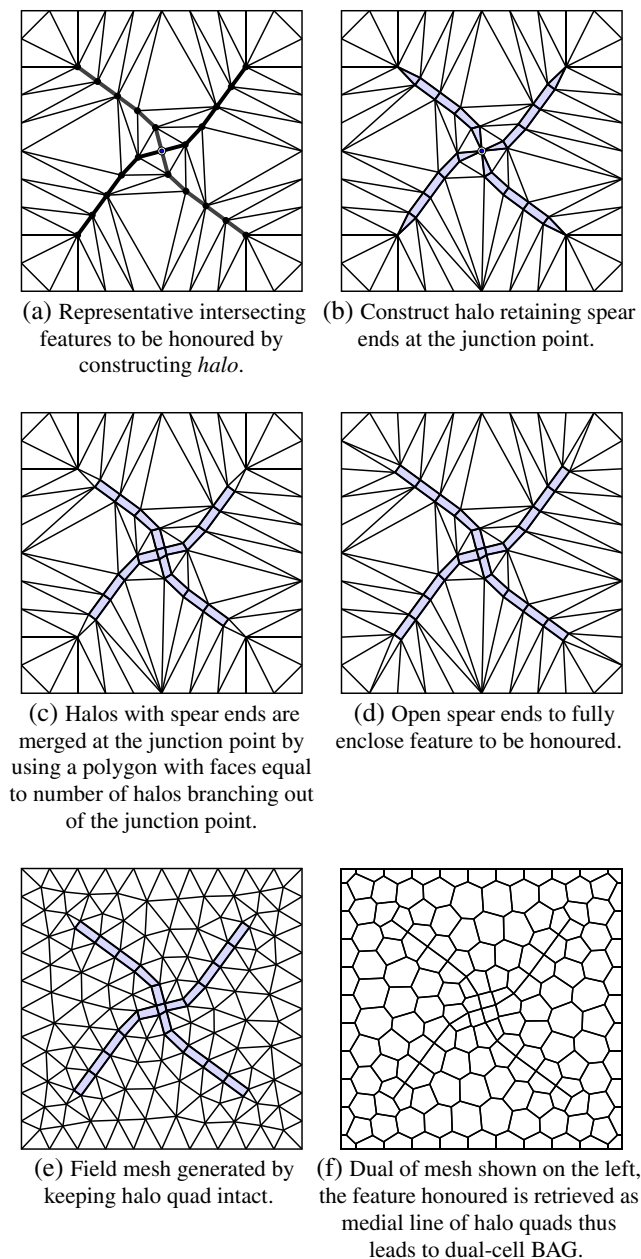 (a) Representative intersecting
features to be honoured by
constructing halo.
(b) Construct halo retaining spear
ends at the junction point.
(c) Halos with spear ends are
merged at the junction point by
using a polygon with faces equal
to number of halos branching out
of the junction point.
(d) Open spear ends to fully
enclose feature to be honoured.
(e) Field mesh generated by
keeping halo quad intact.
(f) Dual of mesh shown on the left,
the feature honoured is retrieved as
medial line of halo quads thus
leads to dual-cell BAG.